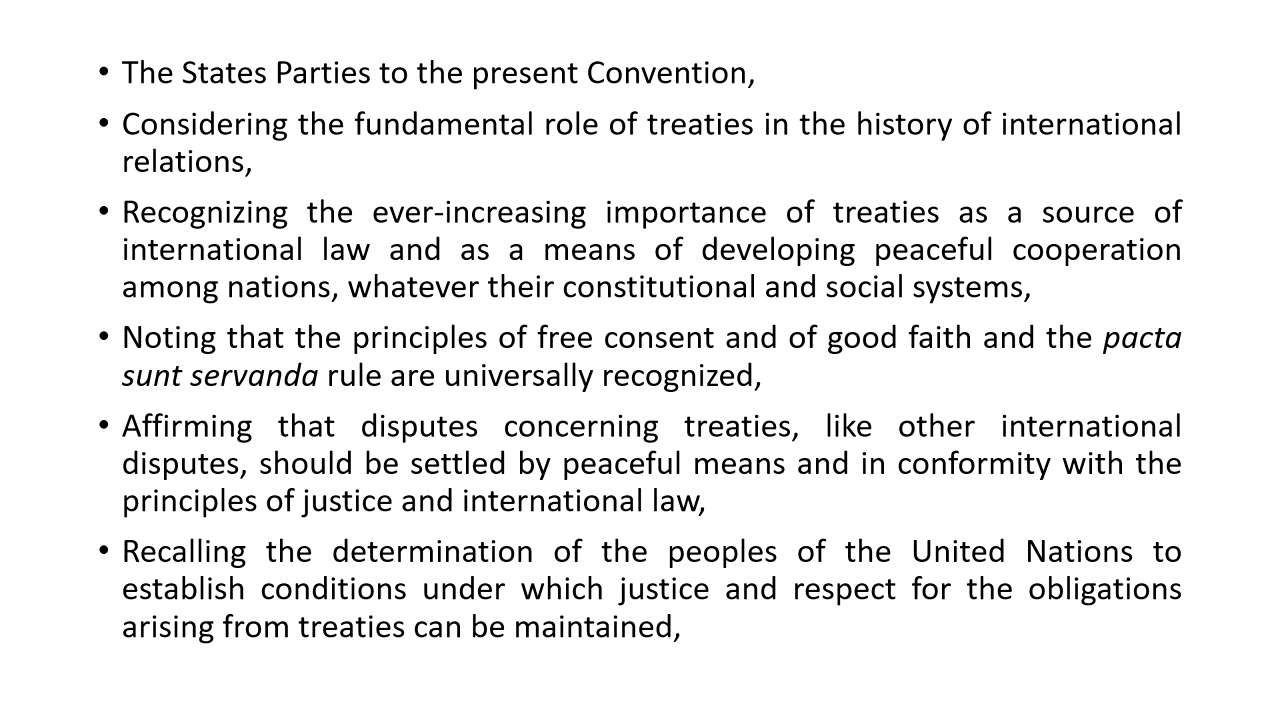 • The States Parties to the present Convention,
• Considering the fundamental role of treaties in the history of international
relations,
• Recognizing the ever-increasing importance of treaties as a source of
international law and as a means of developing peaceful cooperation
among nations, whatever their constitutional and social systems,
• Noting that the principles of free consent and of good faith and the pacta
sunt servanda rule are universally recognized,
• Affirming that disputes concerning treaties, like other international
disputes, should be settled by peaceful means and in conformity with the
principles of justice and international law,
• Recalling the determination of the peoples of the United Nations to
establish conditions under which justice and respect for the obligations
arising from treaties can be maintained,